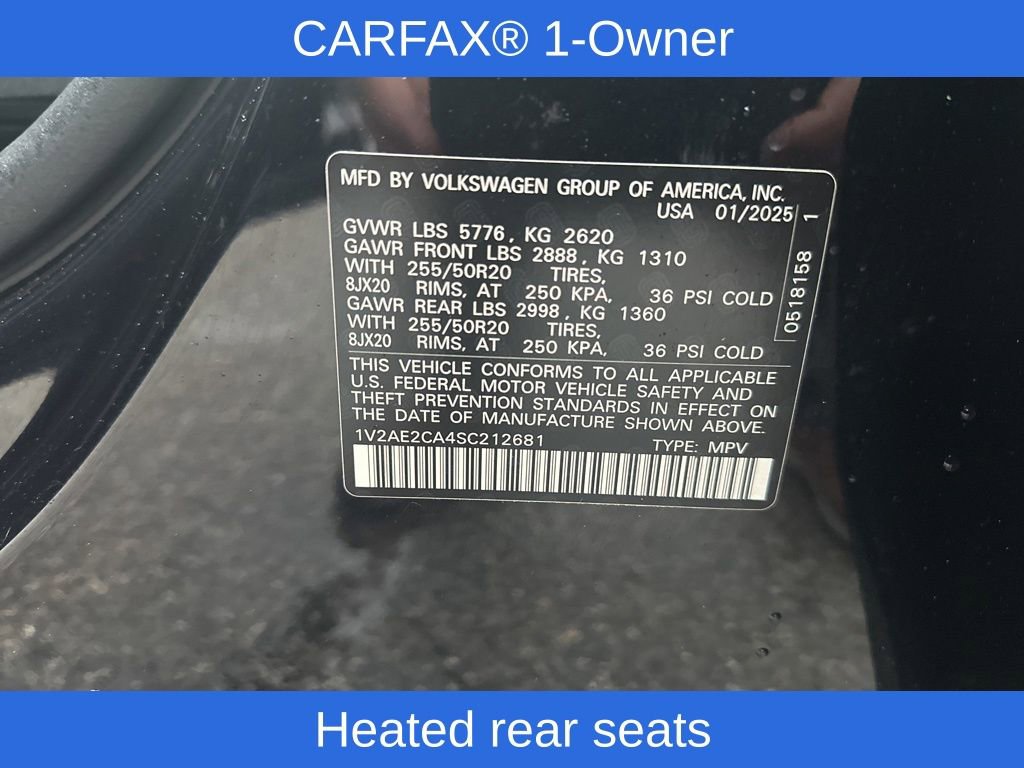 CARFAX® 1-Owner
MFD BY VOLKSWAGEN GROUP OF AMERICA, INC.
USA 01/2025
GVWR LBS 5776, KG 2620
GAWR FRONT LBS 2888, KG 1310
WITH 255/50R20 TIRES,
8JX20 RIMS, AT 250 KPA, 36 PSI COLD
GAWR REAR LBS 2998, KG 1360
WITH 255/50R20 TIRES,
8JX20 RIMS, AT 250 KPA, 36 PSI COLD
0518158 1
THIS VEHICLE CONFORMS TO ALL APPLICABLE
U.S. FEDERAL MOTOR VEHICLE SAFETY AND
THEFT PREVENTION STANDARDS IN EFFECT ON
THE DATE OF MANUFACTURE SHOWN ABOVE.
1V2AE2CA4SC212681 TYPE: MPV
Heated rear seats